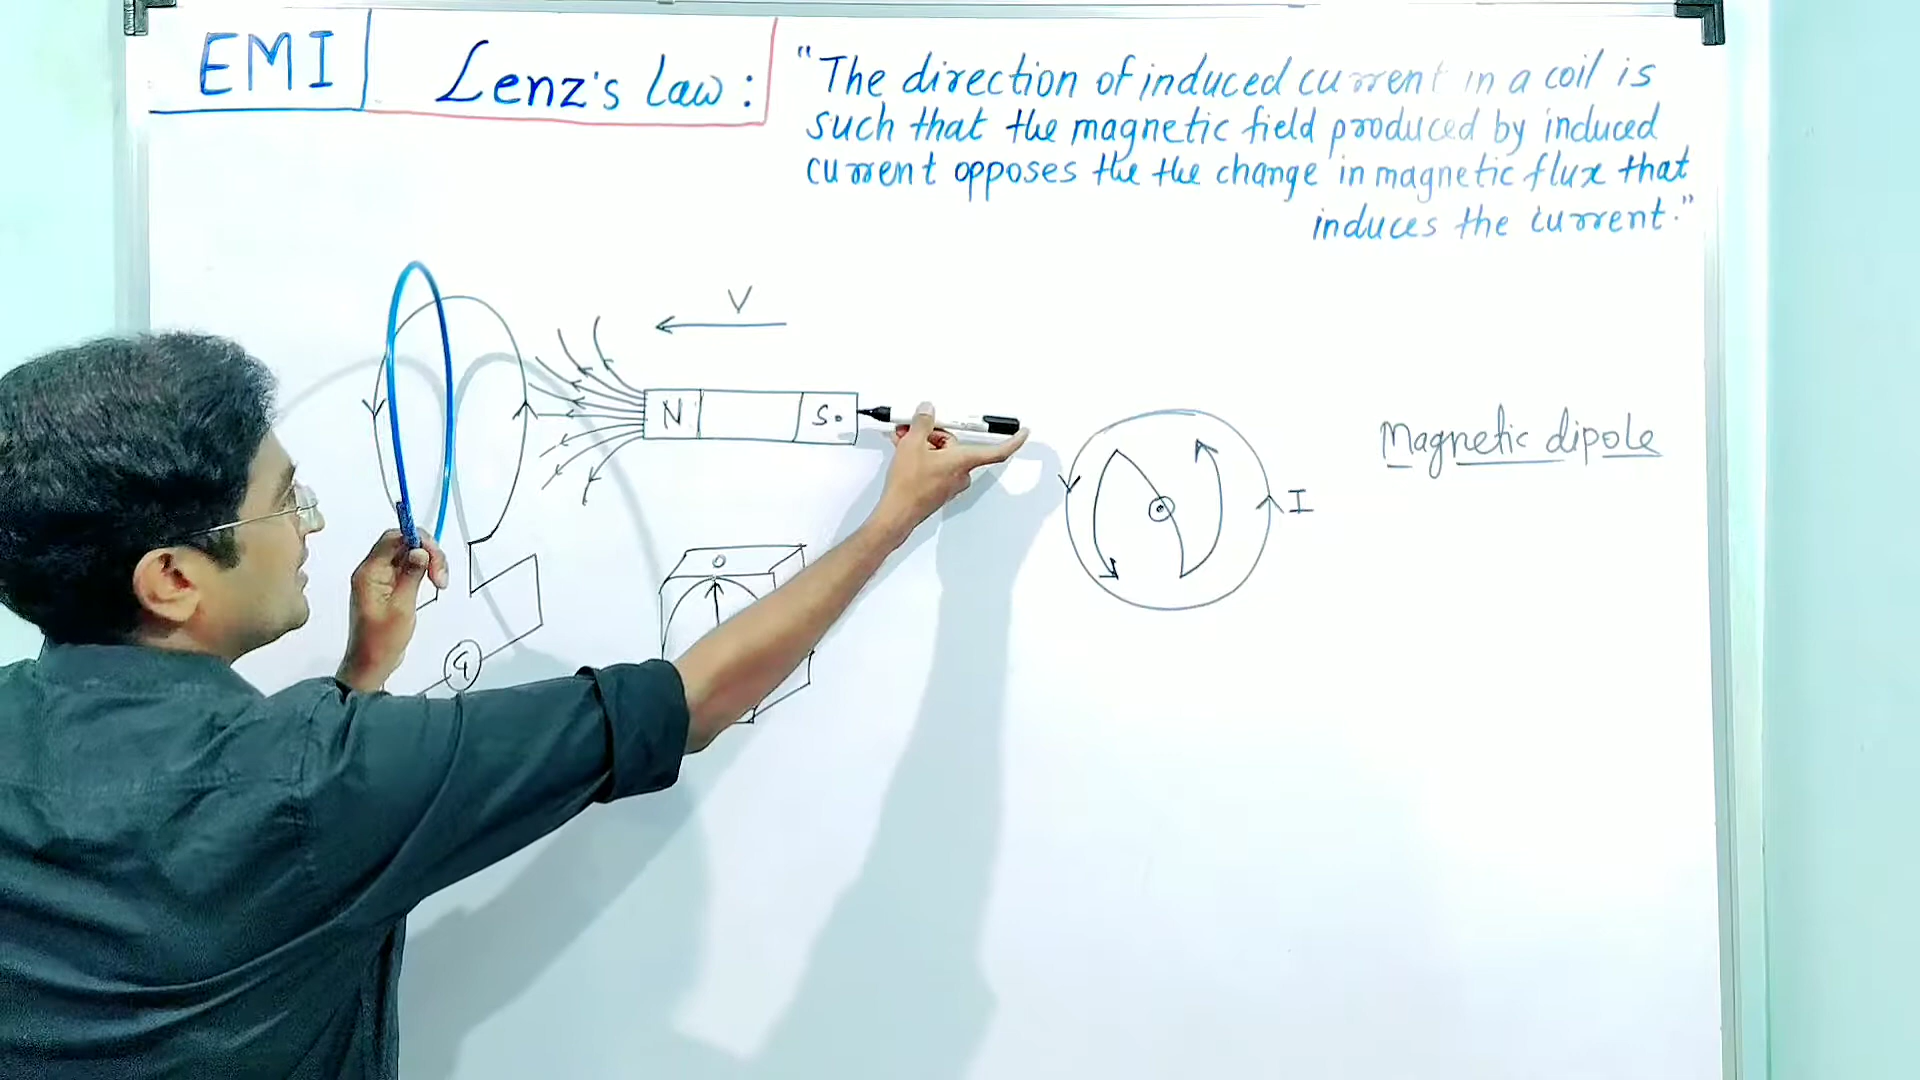 EMI
Lenz's Law:
"The direction of induced current in a coil is
such that the magnetic field produced by induced
current opposes the the change in magnetic flux that
induces the current."
V
N
S
I
Magnetic dipole
G